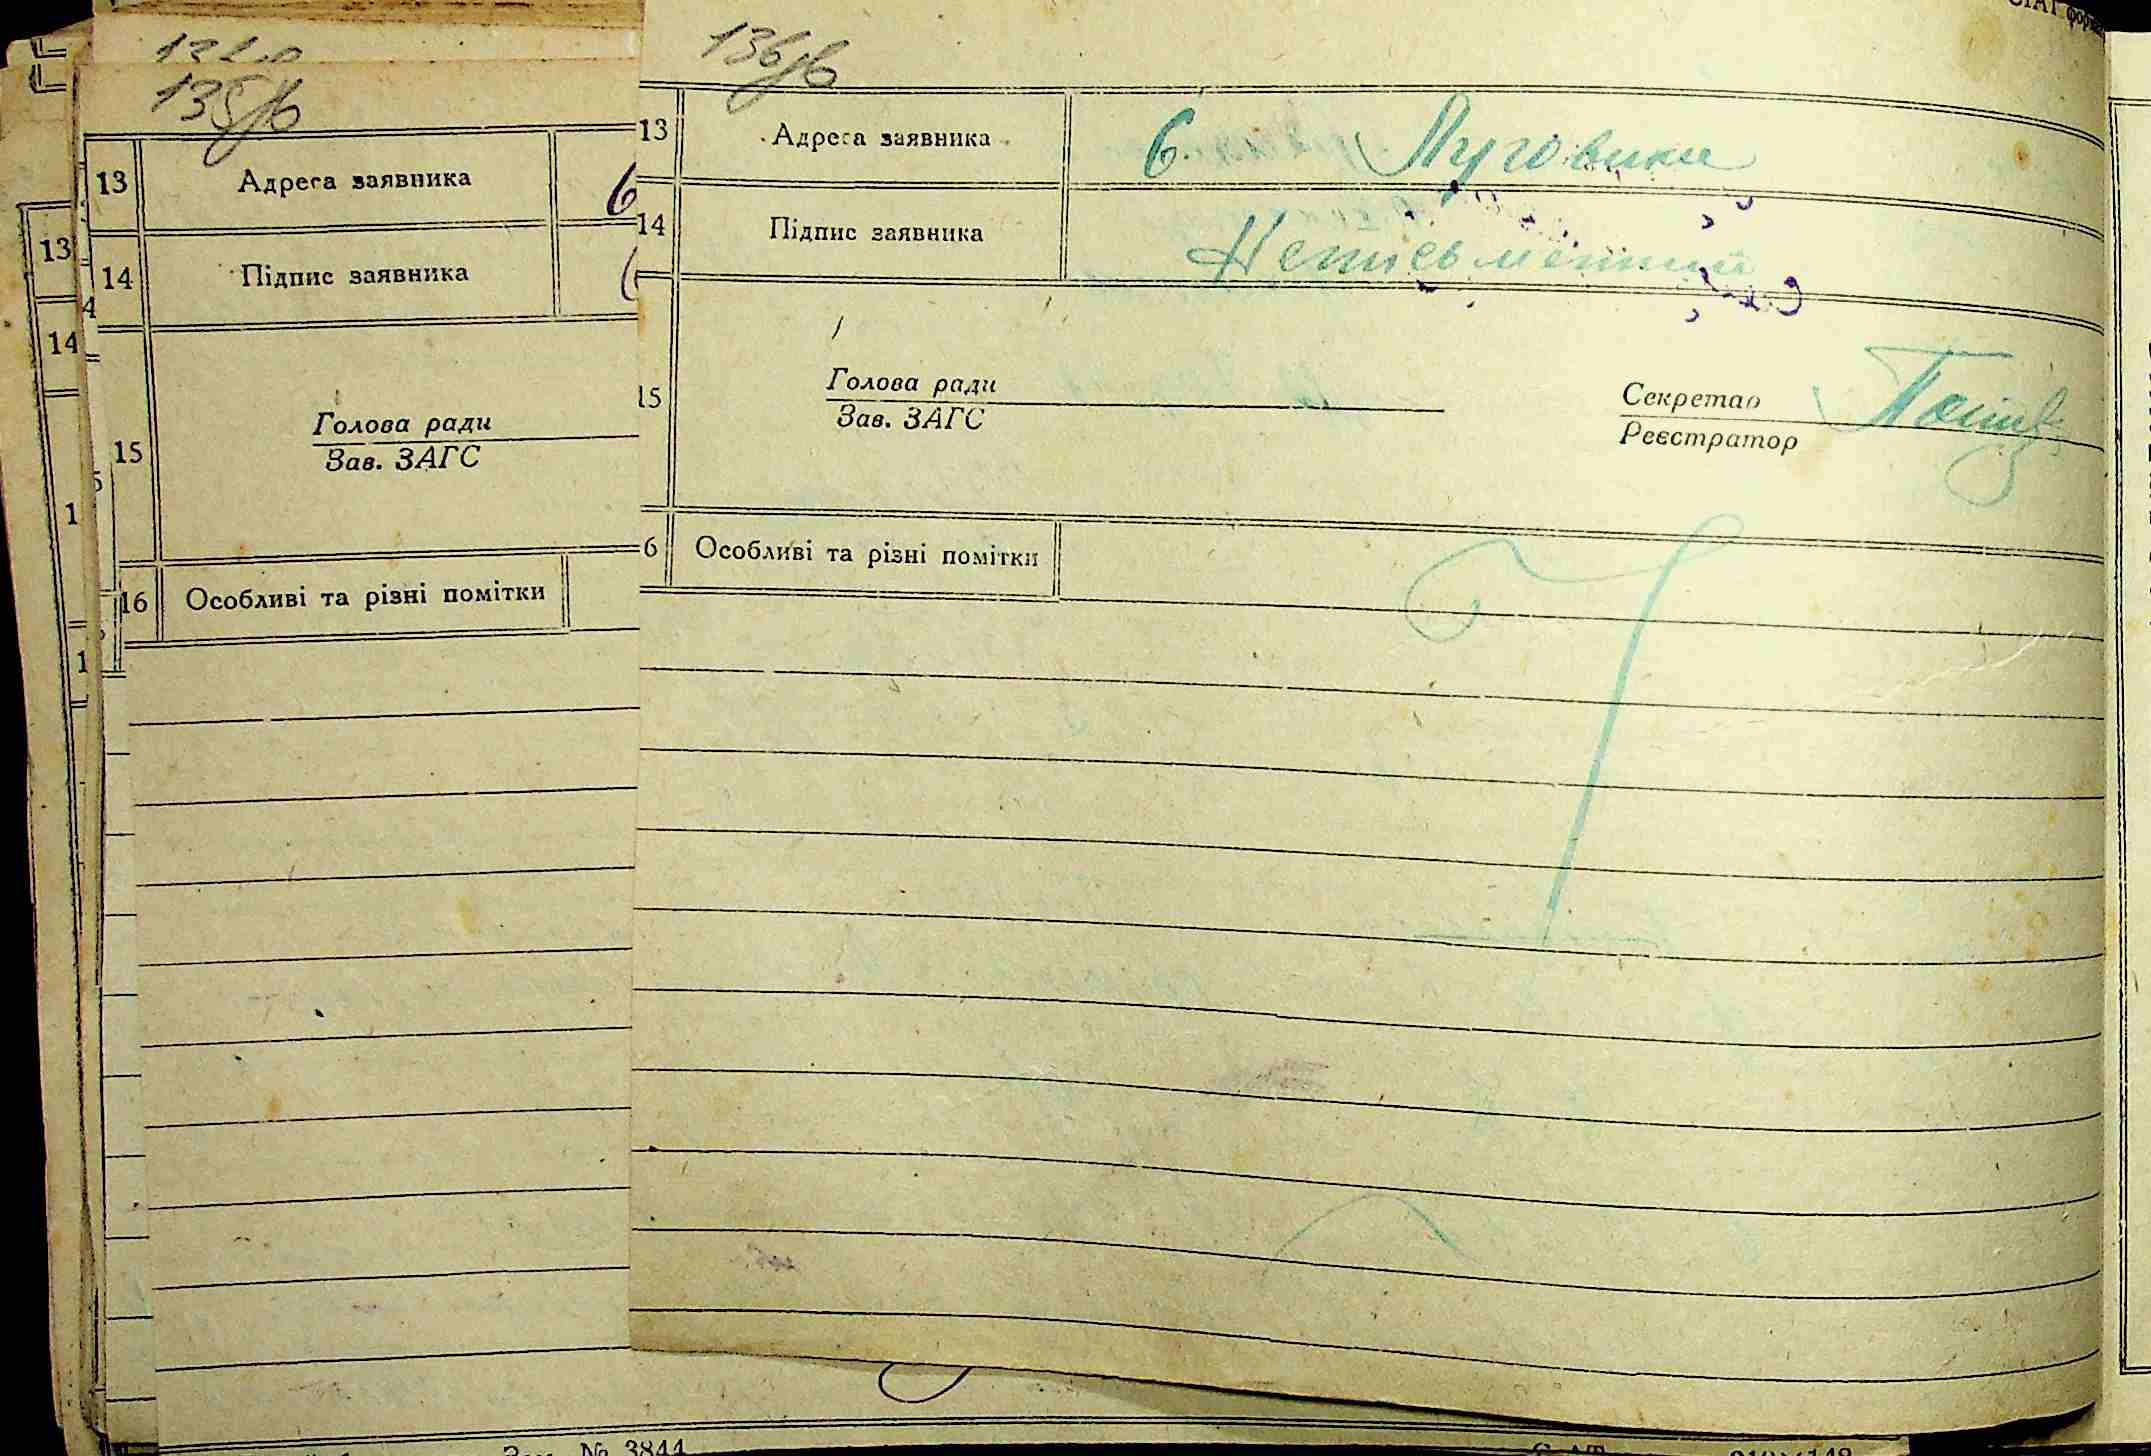 135/б
13 Адреса заявника
14 Підпис заявника
15 Голова ради
Зав. ЗАГС
16 Особливі та різні помітки
136/б
13 Адреса заявника с. Луговики
14 Підпис заявника Неписьменний
15 Голова ради Секретар
Зав. ЗАГС Реєстратор
6 Особливі та різні помітки
13
14
№ 3844